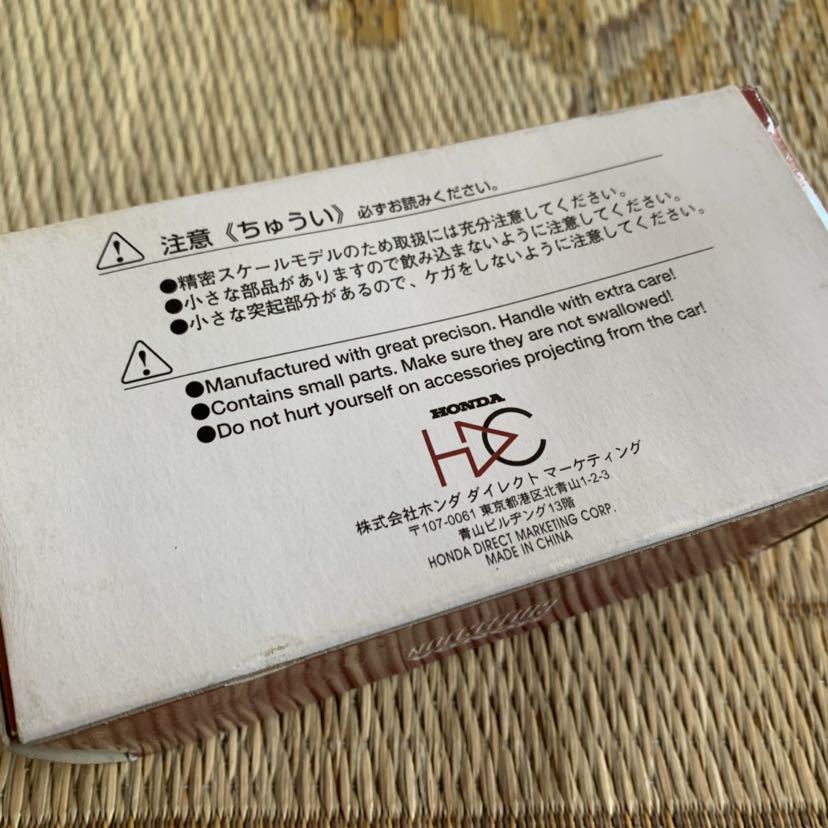 注意《ちゅうい》必ずお読みください。
●精密スケールモデルのため取扱には充分注意してください。
●小さな部品がありますので飲み込まないように注意してください。
●小さな突起部分があるので、ケガをしないように注意してください。
●Manufactured with great precison. Handle with extra care!
●Contains small parts. Make sure they are not swallowed!
●Do not hurt yourself on accessories projecting from the car!
HONDA
HDC
株式会社ホンダ ダイレクト マーケティング
〒107-0061 東京都港区北青山1-2-3
青山ビルヂング13階
HONDA DIRECT MARKETING CORP.
MADE IN CHINA